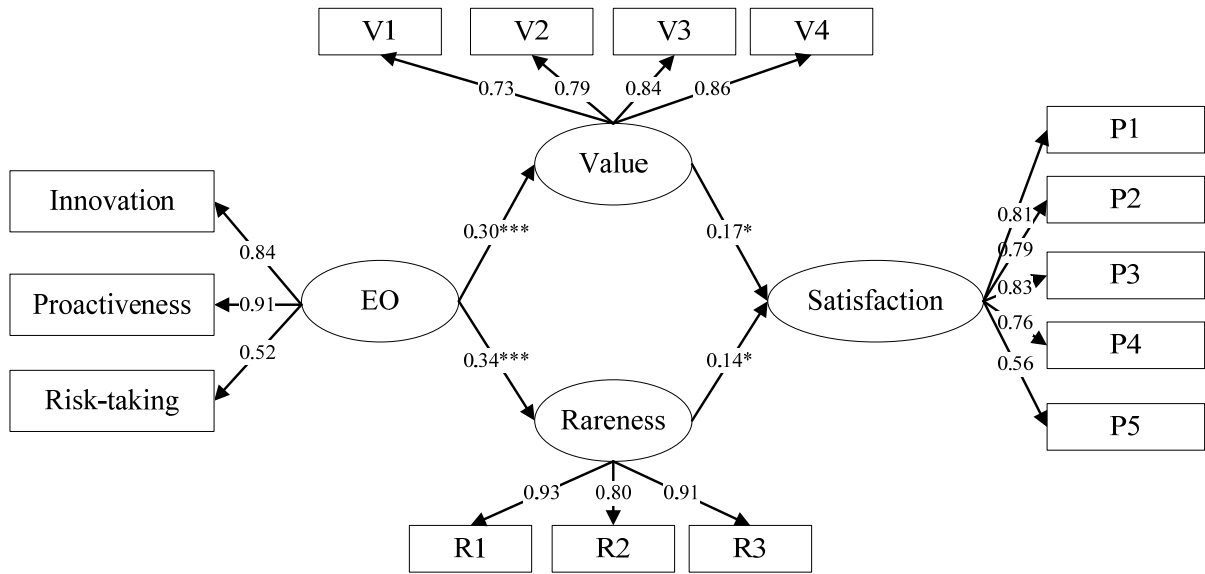 V1 V2 V3 V4
0.73 0.79 0.84 0.86
P1
Value
Innovation
P2
0.81
0.30***
0.17*
0.79
0.84
P3
0.83
Proactiveness
0.91
EO
Satisfaction
0.76
P4
0.52
0.34***
0.14*
0.56
Risk-taking
Rareness
P5
0.93 0.80 0.91
R1 R2 R3